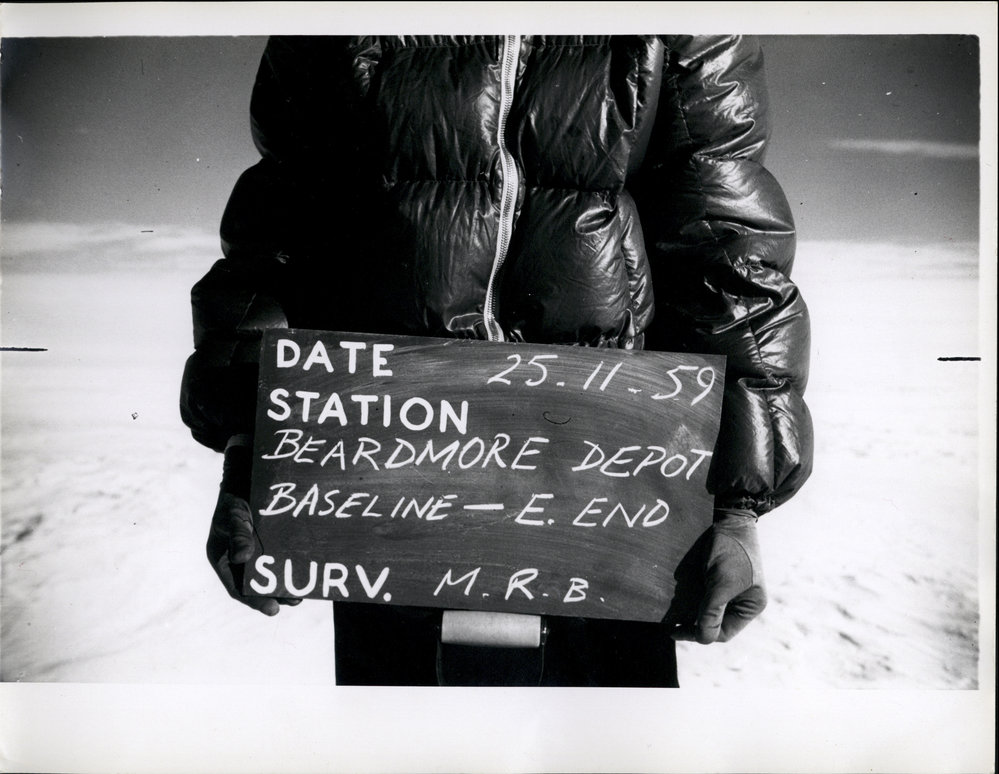 DATE 25.11.59
STATION
BEARDMORE DEPOT
BASELINE — E. END
SURV. M.R.B.